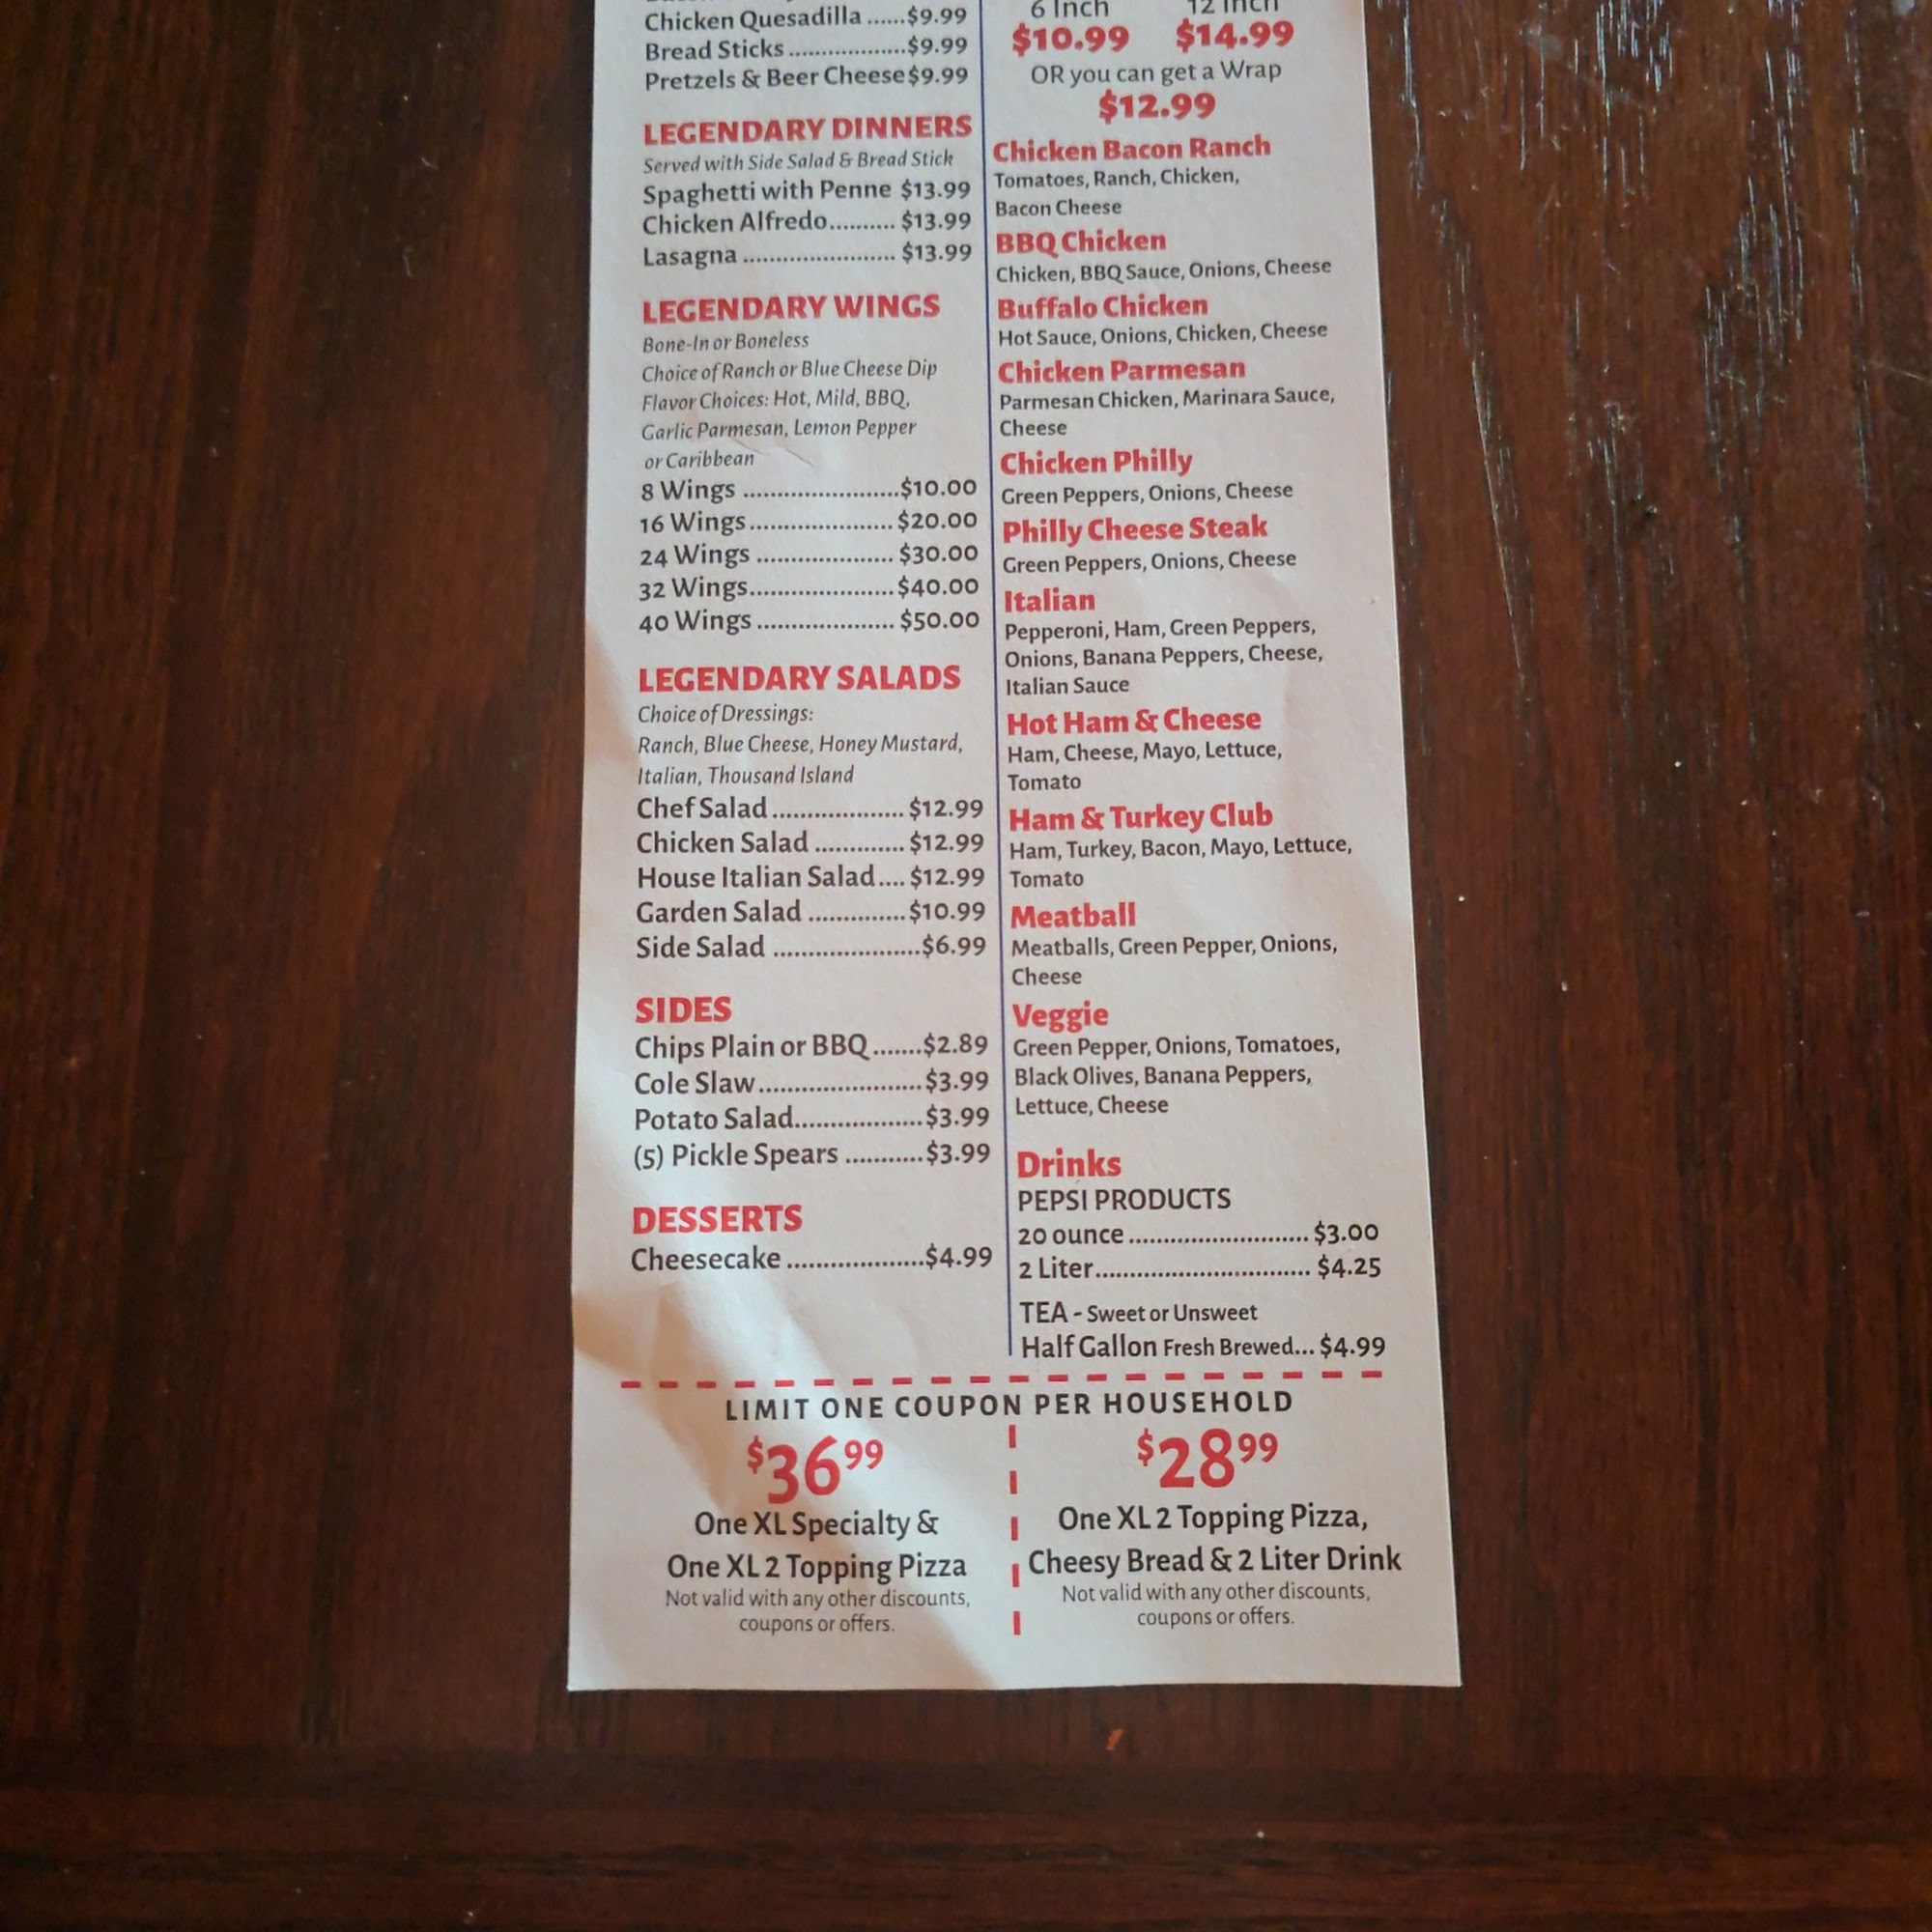 Chicken Quesadilla ......$9.99
Bread Sticks ..................$9.99
Pretzels & Beer Cheese $9.99
LEGENDARY DINNERS
Served with Side Salad & Bread Stick
Spaghetti with Penne $13.99
Chicken Alfredo.......... $13.99
Lasagna ....................... $13.99
LEGENDARY WINGS
Bone-In or Boneless
Choice of Ranch or Blue Cheese Dip
Flavor Choices: Hot, Mild, BBQ,
Garlic Parmesan, Lemon Pepper
or Caribbean
8 Wings ........................$10.00
16 Wings...................... $20.00
24 Wings ..................... $30.00
32 Wings...................... $40.00
40 Wings ..................... $50.00
LEGENDARY SALADS
Choice of Dressings:
Ranch, Blue Cheese, Honey Mustard,
Italian, Thousand Island
Chef Salad .................... $12.99
Chicken Salad ............. $12.99
House Italian Salad.... $12.99
Garden Salad .............. $10.99
Side Salad ......................$6.99
SIDES
Chips Plain or BBQ .......$2.89
Cole Slaw........................$3.99
Potato Salad...................$3.99
(5) Pickle Spears ...........$3.99
DESSERTS
Cheesecake ....................$4.99
6 Inch 12 Inch
$10.99 $14.99
OR you can get a Wrap
$12.99
Chicken Bacon Ranch
Tomatoes, Ranch, Chicken,
Bacon Cheese
BBQ Chicken
Chicken, BBQ Sauce, Onions, Cheese
Buffalo Chicken
Hot Sauce, Onions, Chicken, Cheese
Chicken Parmesan
Parmesan Chicken, Marinara Sauce,
Cheese
Chicken Philly
Green Peppers, Onions, Cheese
Philly Cheese Steak
Green Peppers, Onions, Cheese
Italian
Pepperoni, Ham, Green Peppers,
Onions, Banana Peppers, Cheese,
Italian Sauce
Hot Ham & Cheese
Ham, Cheese, Mayo, Lettuce,
Tomato
Ham & Turkey Club
Ham, Turkey, Bacon, Mayo, Lettuce,
Tomato
Meatball
Meatballs, Green Pepper, Onions,
Cheese
Veggie
Green Pepper, Onions, Tomatoes,
Black Olives, Banana Peppers,
Lettuce, Cheese
Drinks
PEPSI PRODUCTS
20 ounce ........................... $3.00
2 Liter................................ $4.25
TEA - Sweet or Unsweet
Half Gallon Fresh Brewed... $4.99
LIMIT ONE COUPON PER HOUSEHOLD
$36 99
One XL Specialty &
One XL 2 Topping Pizza
Not valid with any other discounts,
coupons or offers.
$28 99
One XL 2 Topping Pizza,
Cheesy Bread & 2 Liter Drink
Not valid with any other discounts,
coupons or offers.